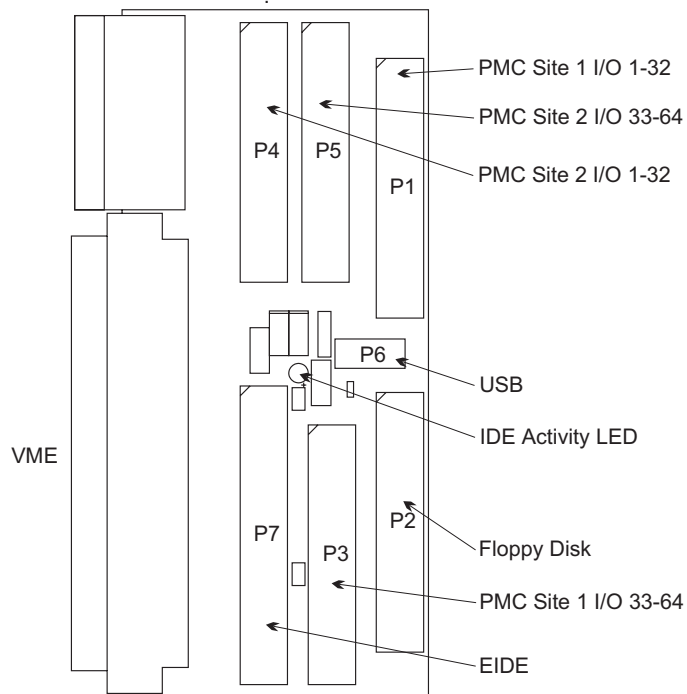 PMC Site 1 I/O 1-32
PMC Site 2 I/O 33-64
P4
P5
PMC Site 2 I/O 1-32
P1
P6
USB
IDE Activity LED
VME
P2
P7
P3
Floppy Disk
PMC Site 1 I/O 33-64
EIDE